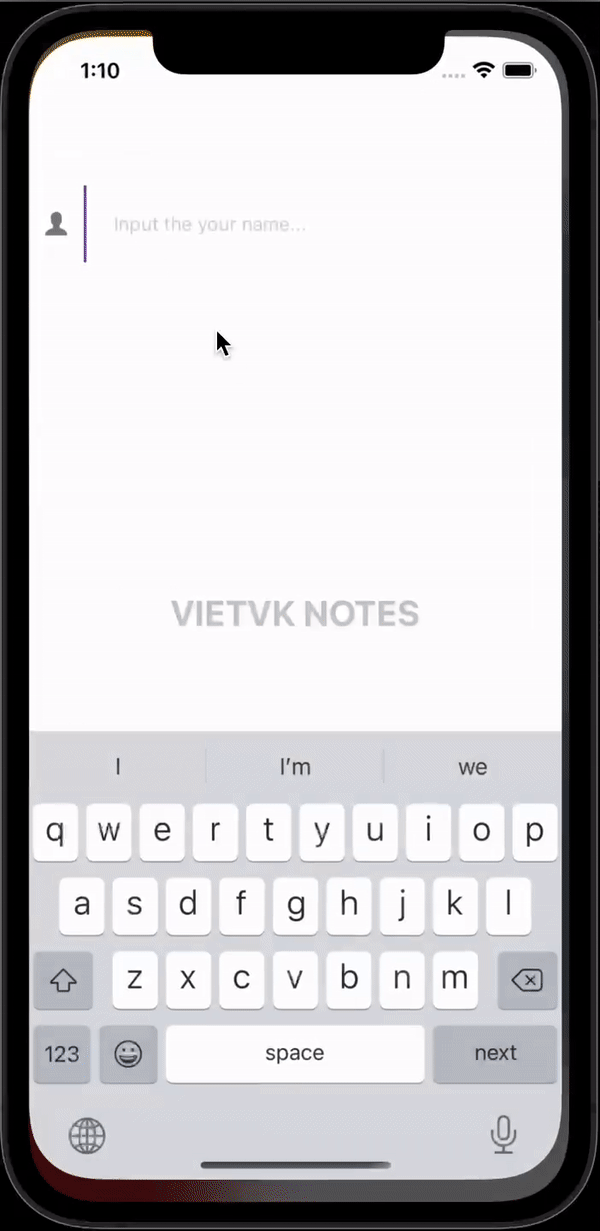 1:10
Input the your name...
VIETVK NOTES
I I'm we
q w e r t y u i o p
a s d f g h j k l
z x c v b n m
123 space next